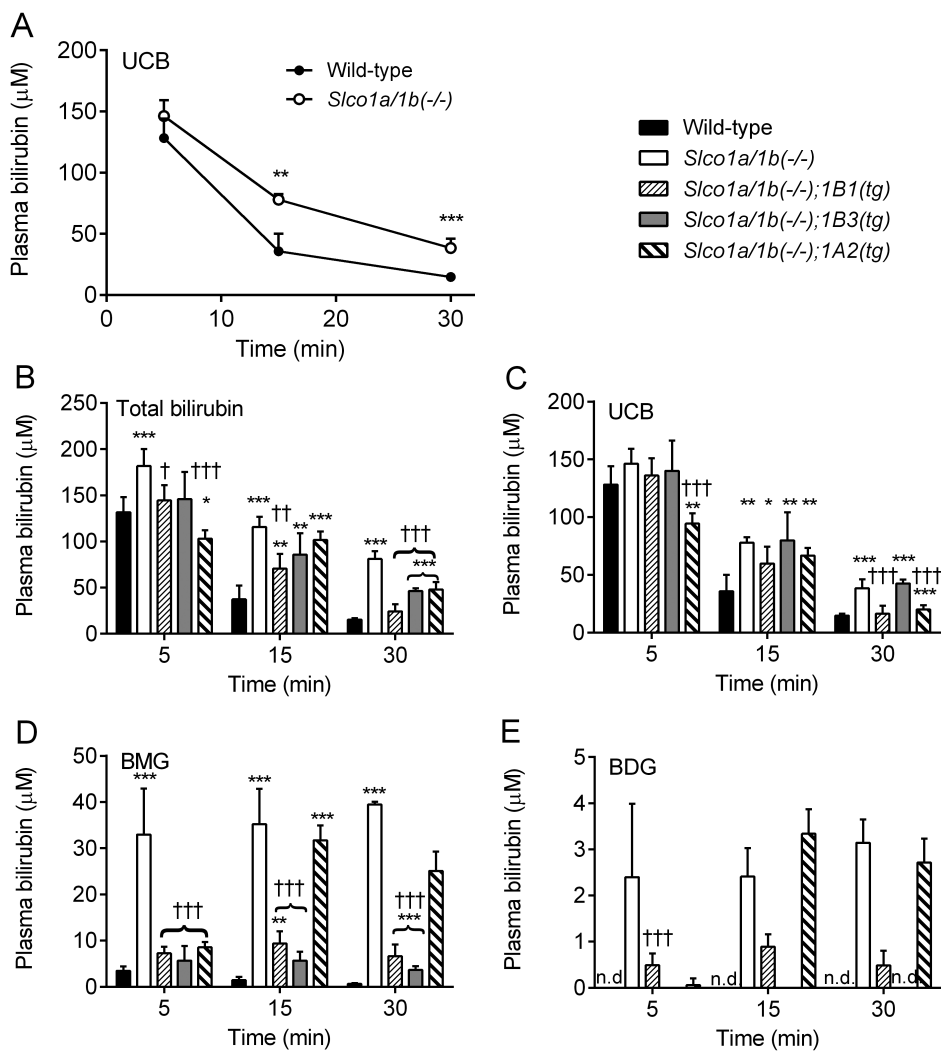 A
UCB
Wild-type
Slco1a/1b(-/-)
Plasma bilirubin (μM)
200
150
100
50
0
**
***
0 10 20 30
Time (min)
Wild-type
Slco1a/1b(-/-)
Slco1a/1b(-/-);1B1(tg)
Slco1a/1b(-/-);1B3(tg)
Slco1a/1b(-/-);1A2(tg)
B
Total bilirubin
Plasma bilirubin (μM)
250
200
150
100
50
0
*** † ††† *
*** †† ** ** ***
*** ††† ***
5 15 30
Time (min)
C
UCB
Plasma bilirubin (μM)
200
150
100
50
0
††† **
** * ** **
*** ††† *** ††† ***
5 15 30
Time (min)
D
BMG
Plasma bilirubin (μM)
50
40
30
20
10
0
*** †††
*** ††† ** ***
*** ††† ***
5 15 30
Time (min)
E
BDG
Plasma bilirubin (μM)
5
4
3
2
1
0
n.d ††† n.d. n.d. n.d.
5 15 30
Time (min)